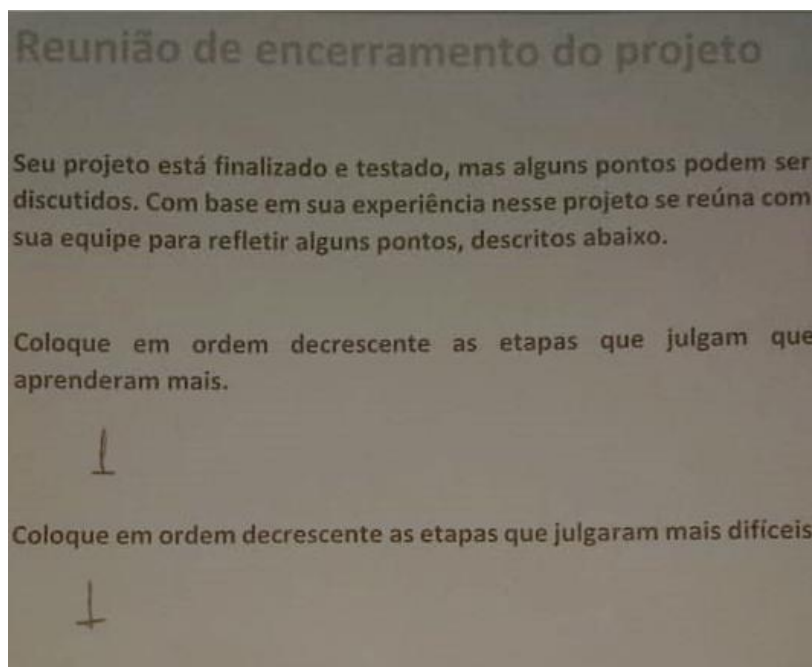 Reunião de encerramento do projeto
Seu projeto está finalizado e testado, mas alguns pontos podem ser
discutidos. Com base em sua experiência nesse projeto se reúna com
sua equipe para refletir alguns pontos, descritos abaixo.
Coloque em ordem decrescente as etapas que julgam que
aprenderam mais.
1
Coloque em ordem decrescente as etapas que julgaram mais difíceis
1